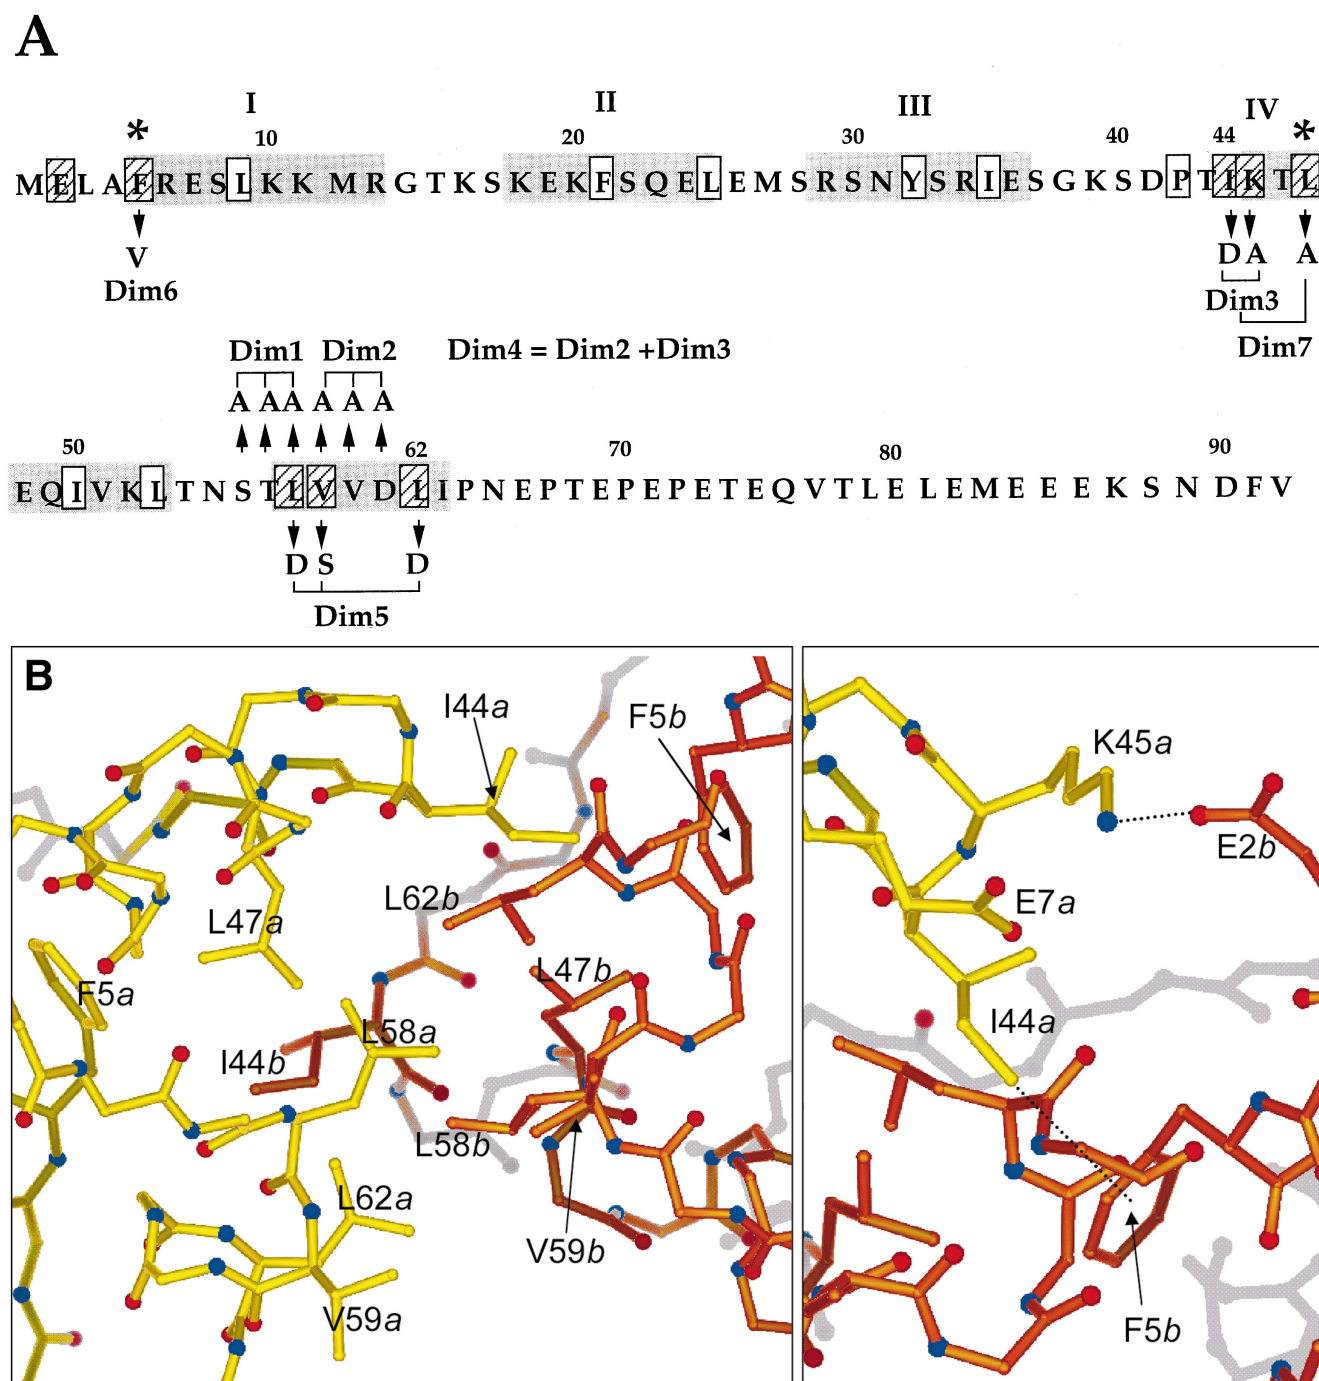 A
I II III IV
* 10 20 30 40 44 *
MELAFRESLKKMRGTKSKEKFSQELEMSRSNYSRIESGKSDPTIKTL
V D A A
Dim6 Dim3
Dim7
Dim1 Dim2 Dim4 = Dim2 +Dim3
A A A A A A
50 62 70 80 90
EQIVKLTNSTLVVDLIPNEPTEPEPETEQVTLELEMEEEKSNDFV
D S D
Dim5
B
I44a
F5b
L62b
L47a
L47b
F5a
L58a
I44b
L58b
L62a
V59b
V59a
K45a
E2b
E7a
I44a
F5b